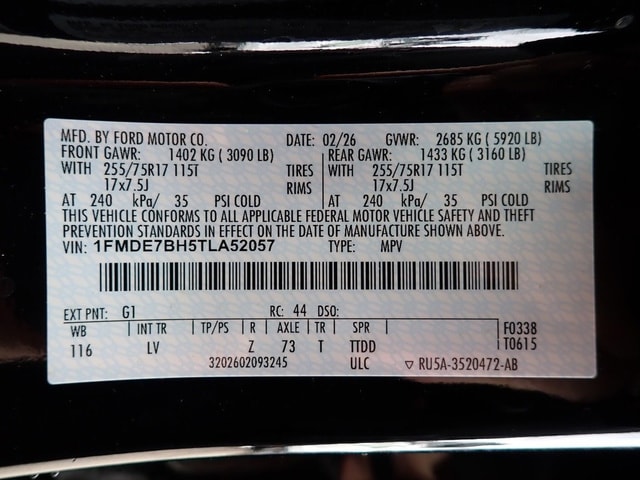 MFD. BY FORD MOTOR CO. DATE: 02/26 GVWR: 2685 KG ( 5920 LB)
FRONT GAWR: 1402 KG ( 3090 LB) REAR GAWR: 1433 KG ( 3160 LB)
WITH 255/75R17 115T TIRES WITH 255/75R17 115T TIRES
17x7.5J RIMS 17x7.5J RIMS
AT 240 kPa/ 35 PSI COLD AT 240 kPa/ 35 PSI COLD
THIS VEHICLE CONFORMS TO ALL APPLICABLE FEDERAL MOTOR VEHICLE SAFETY AND THEFT
PREVENTION STANDARDS IN EFFECT ON THE DATE OF MANUFACTURE SHOWN ABOVE.
VIN: 1FMDE7BH5TLA52057 TYPE: MPV
EXT PNT: G1 RC: 44 DSO:
WB INT TR TP/PS R AXLE TR SPR F0338
116 LV Z 73 T TTDD T0615
3202602093245 ULC ▽ RU5A-3520472-AB